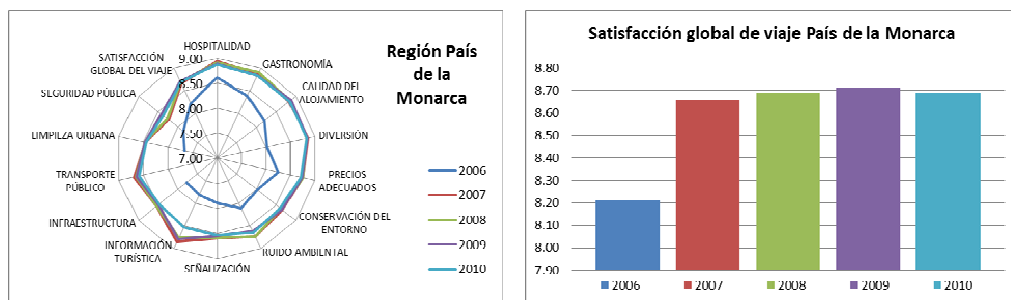 HOSPITALIDAD
9.00
8.50
8.00
7.50
7.00
GASTRONOMÍA
CALIDAD DEL
ALOJAMIENTO
DIVERSIÓN
PRECIOS
ADECUADOS
CONSERVACIÓN DEL
ENTORNO
RUIDO AMBIENTAL
SEÑALIZACIÓN
INFORMACIÓN
TURÍSTICA
INFRAESTRUCTURA
TRANSPORTE
PÚBLICO
LIMPILZA URBANA
SEGURIDAD PÚBLICA
SATISFACCIÓN
GLOBAL DEL VIAJE
Región País
de la
Monarca
2006
2007
2008
2009
2010
Satisfacción global de viaje País de la Monarca
8.80
8.70
8.60
8.50
8.40
8.30
8.20
8.10
8.00
7.90
2006
2007
2008
2009
2010